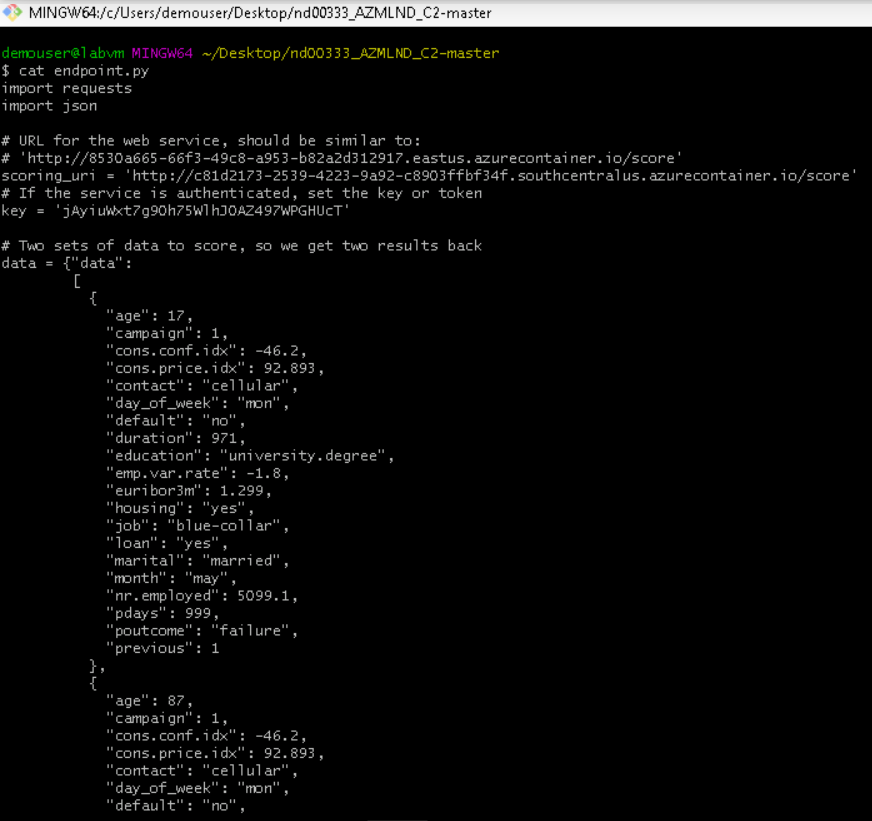 MINGW64:/c/Users/demouser/Desktop/nd00333_AZMLND_C2-master
demouser@labvm MINGW64 ~/Desktop/nd00333_AZMLND_C2-master
$ cat endpoint.py
import requests
import json
# URL for the web service, should be similar to:
# 'http://8530a665-66f3-49c8-a953-b82a2d312917.eastus.azurecontainer.io/score'
scoring_uri = 'http://c81d2173-2539-4223-9a92-c8903ffbf34f.southcentralus.azurecontainer.io/score'
# If the service is authenticated, set the key or token
key = 'jAyiuWxt7g9Oh75WlhJOAZ497WPGHUcT'
# Two sets of data to score, so we get two results back
data = {"data":
[
{
"age": 17,
"campaign": 1,
"cons.conf.idx": -46.2,
"cons.price.idx": 92.893,
"contact": "cellular",
"day_of_week": "mon",
"default": "no",
"duration": 971,
"education": "university.degree",
"emp.var.rate": -1.8,
"euribor3m": 1.299,
"housing": "yes",
"job": "blue-collar",
"loan": "yes",
"marital": "married",
"month": "may",
"nr.employed": 5099.1,
"pdays": 999,
"poutcome": "failure",
"previous": 1
},
{
"age": 87,
"campaign": 1,
"cons.conf.idx": -46.2,
"cons.price.idx": 92.893,
"contact": "cellular",
"day_of_week": "mon",
"default": "no",